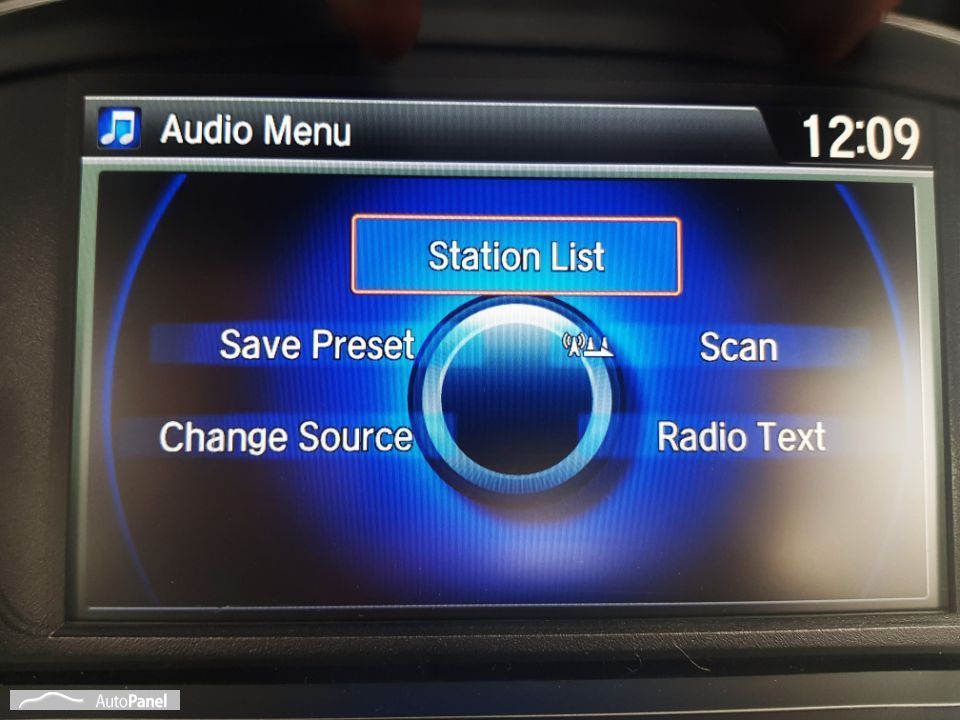 Audio Menu
12:09
Station List
Save Preset
Scan
Change Source
Radio Text
AutoPanel